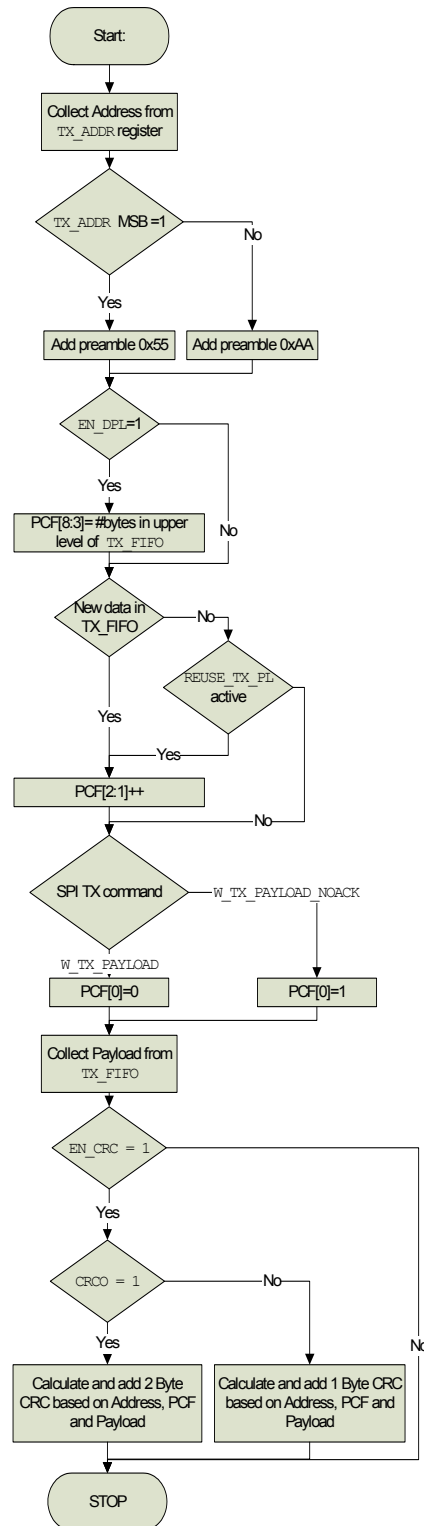 Start:
Collect Address from
TX_ADDR register
TX_ADDR MSB =1
No
Yes
Add preamble 0x55
Add preamble 0xAA
EN_DPL=1
Yes
PCF[8:3]= #bytes in upper
level of TX_FIFO
No
New data in
TX_FIFO
No
REUSE_TX_PL
active
Yes
Yes
PCF[2:1]++
No
SPI TX command
W_TX_PAYLOAD_NOACK
W_TX_PAYLOAD
PCF[0]=0
PCF[0]=1
Collect Payload from
TX_FIFO
EN_CRC = 1
Yes
CRCO = 1
No
Yes
No
Calculate and add 2 Byte
CRC based on Address, PCF
and Payload
Calculate and add 1 Byte CRC
based on Address, PCF and
Payload
STOP